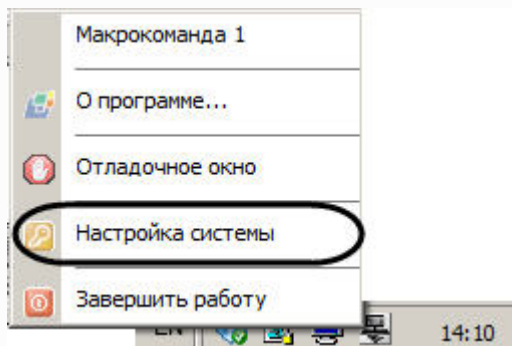 Макрокоманда 1
О программе...
Отладочное окно
Настройка системы
Завершить работу
EN 14:10